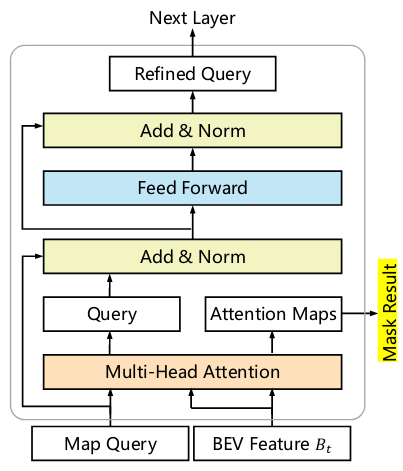 Next Layer
Refined Query
Add & Norm
Feed Forward
Add & Norm
Query
Attention Maps
Mask Result
Multi-Head Attention
Map Query
BEV Feature Bₜ